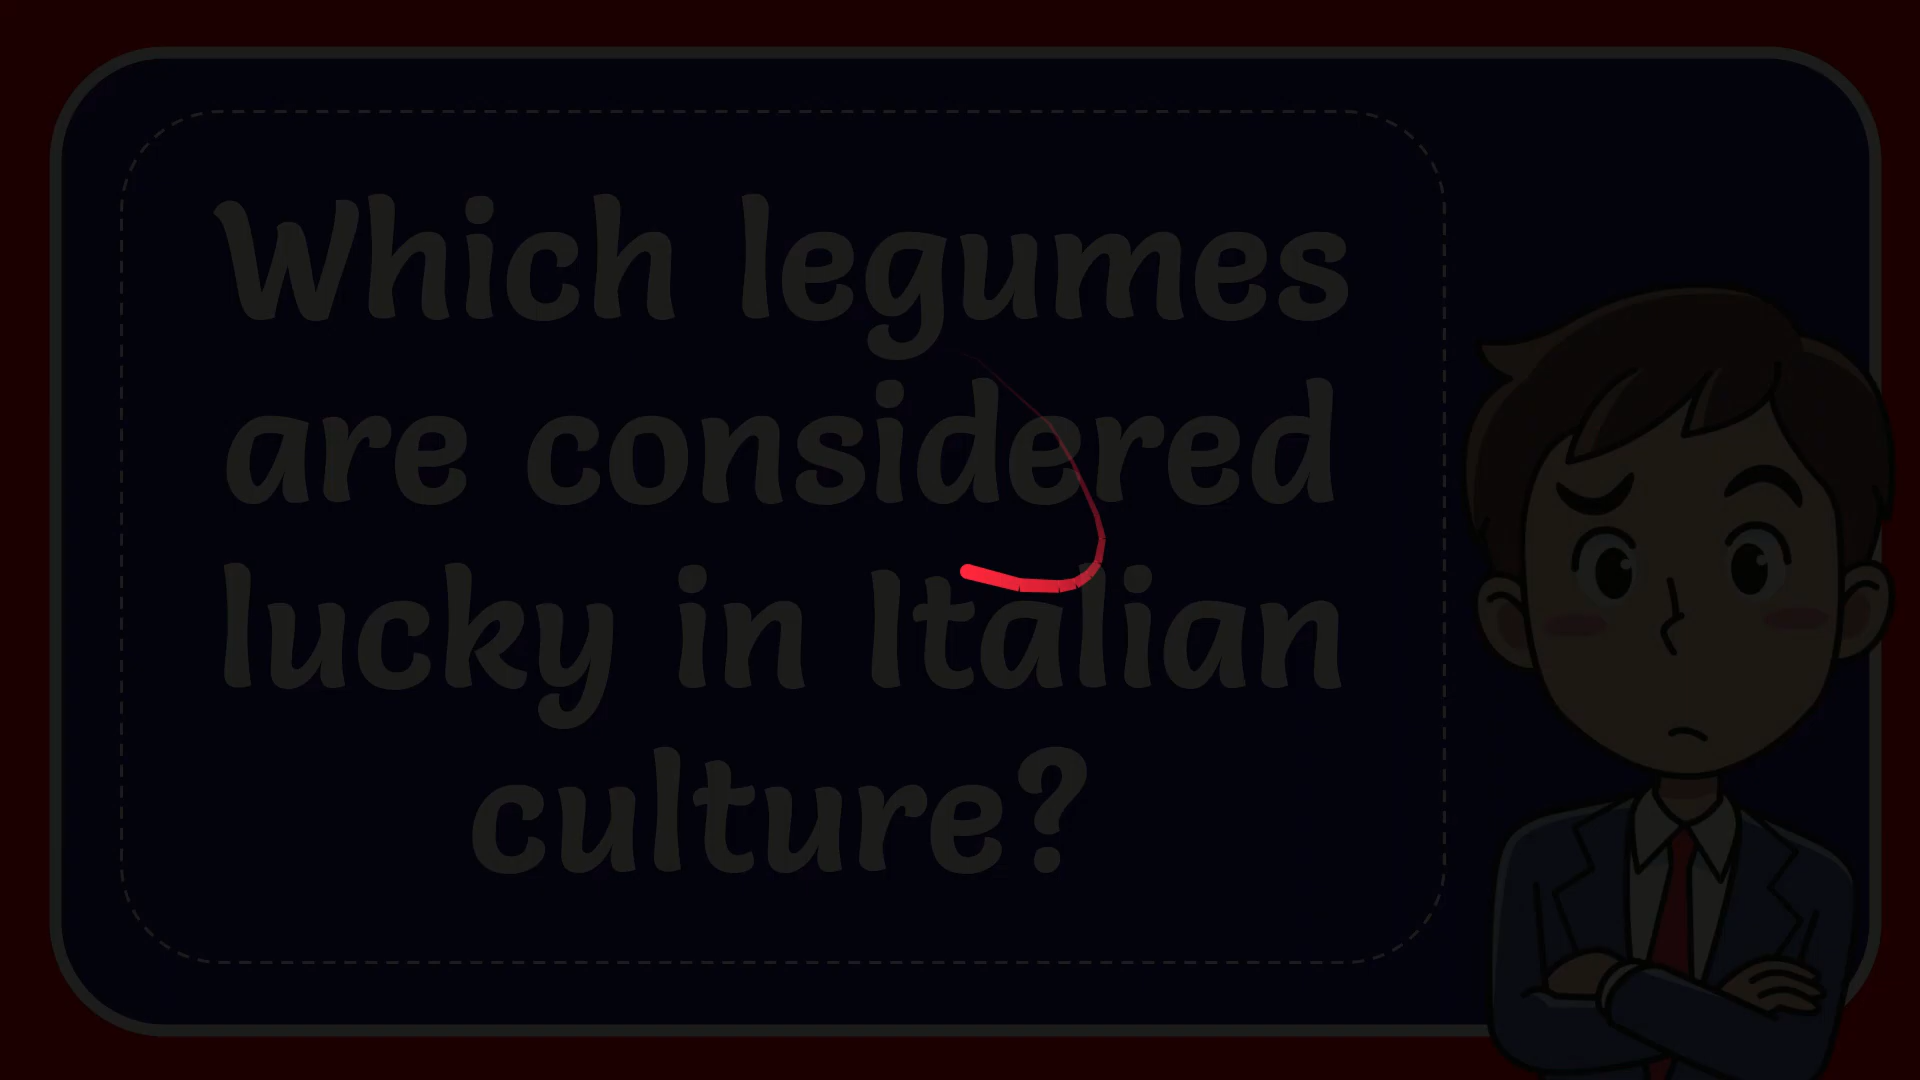 Which legumes
are considered
lucky in Italian
culture?